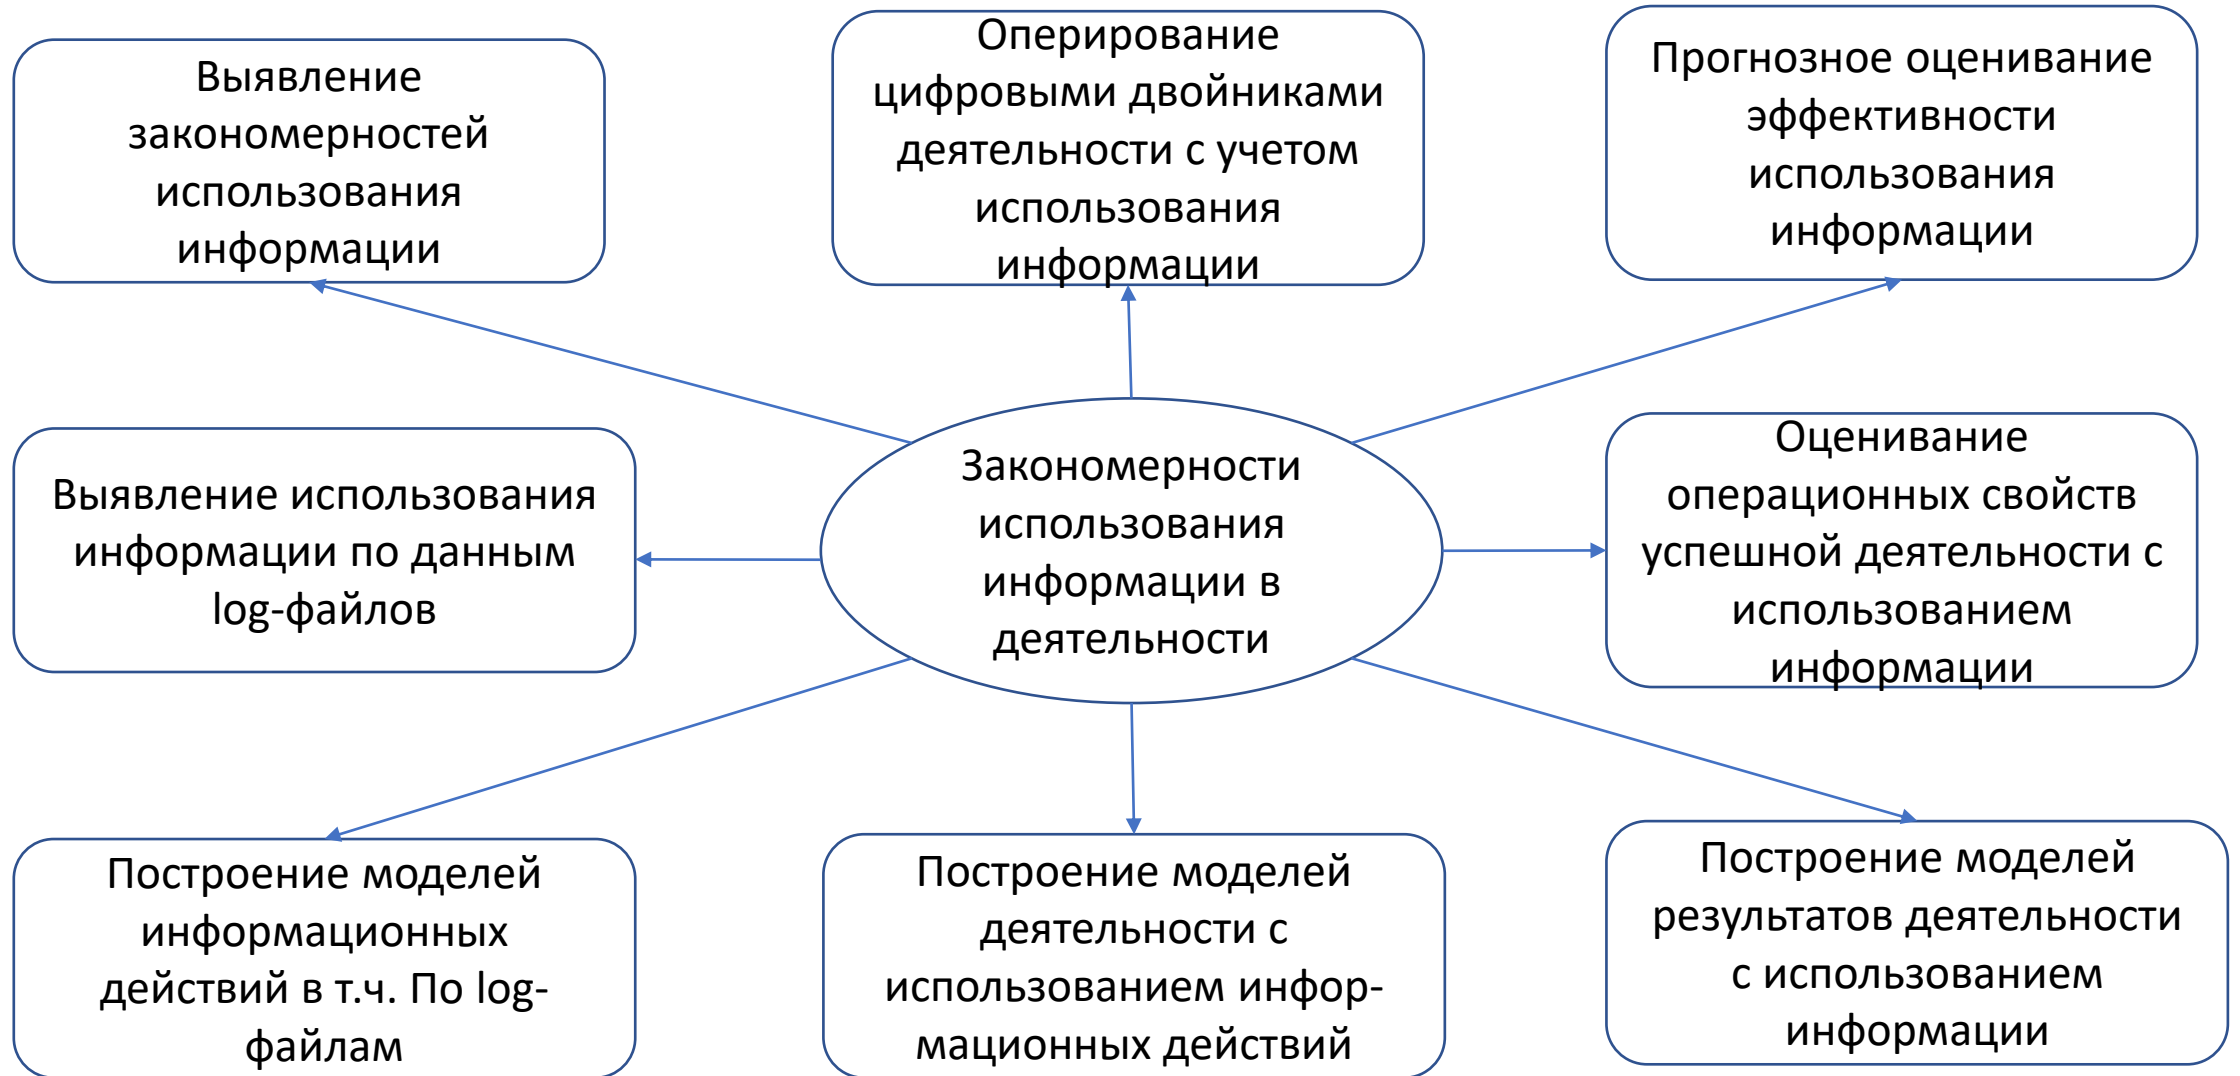 Выявление
закономерностей
использования
информации
Оперирование
цифровыми двойниками
деятельности с учетом
использования
информации
Прогнозное оценивание
эффективности
использования
информации
Выявление использования
информации по данным
log-файлов
Закономерности
использования
информации в
деятельности
Оценивание
операционных свойств
успешной деятельности с
использованием
информации
Построение моделей
информационных
действий в т.ч. По log-
файлам
Построение моделей
деятельности с
использованием инфор-
мационных действий
Построение моделей
результатов деятельности
с использованием
информации